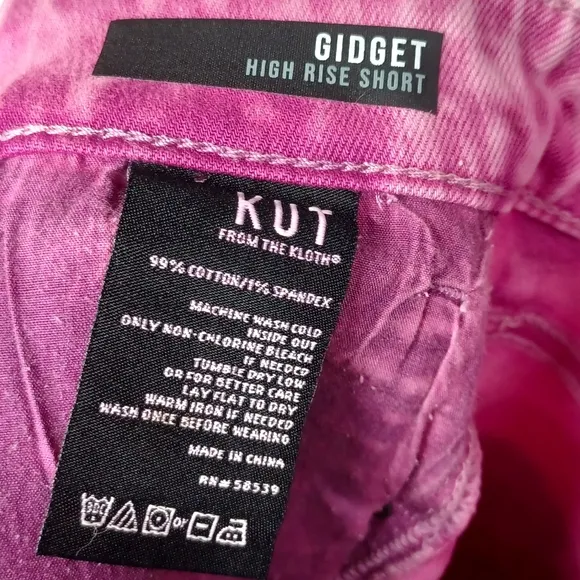 GIDGET
HIGH RISE SHORT
KUT
FROM THE KLOTH®
99% COTTON/1% SPANDEX
MACHINE WASH COLD
INSIDE OUT
ONLY NON-CHLORINE BLEACH
IF NEEDED
TUMBLE DRY LOW
OR FOR BETTER CARE
LAY FLAT TO DRY
WARM IRON IF NEEDED
WASH ONCE BEFORE WEARING
MADE IN CHINA
RN# 58539
30C OR